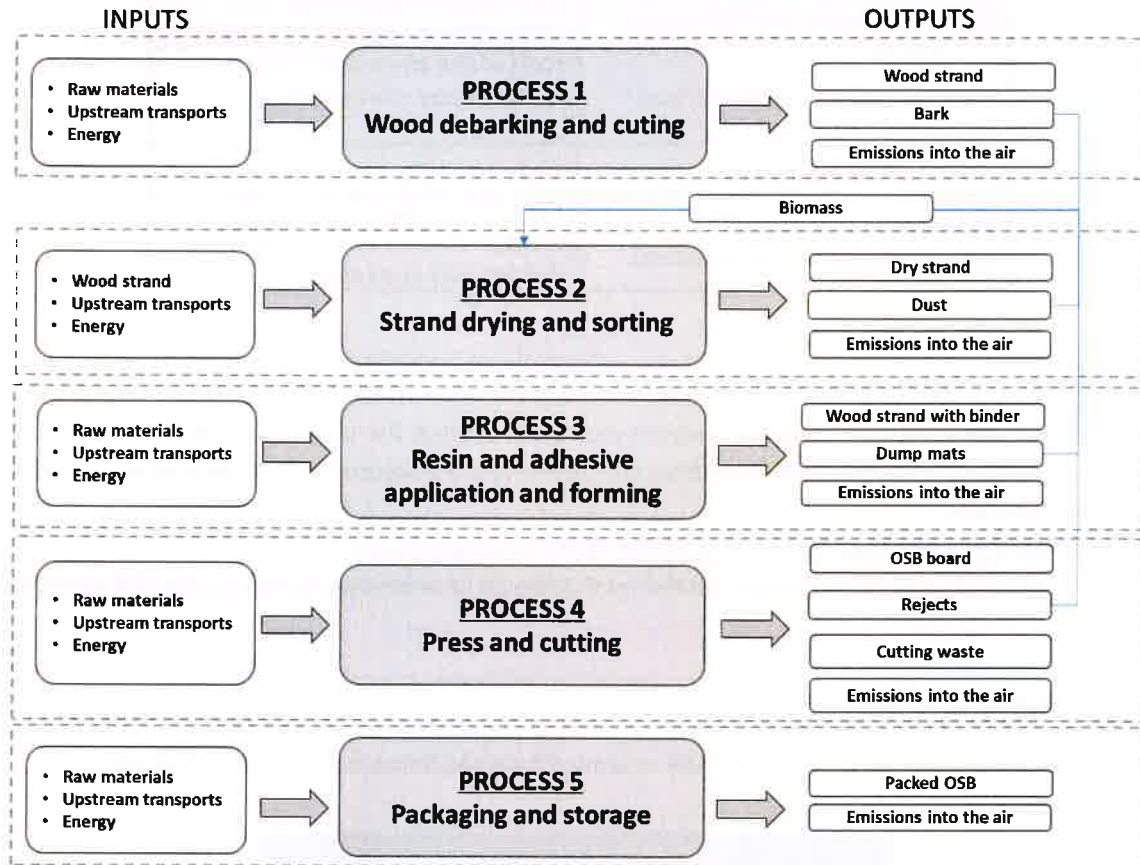 INPUTS
OUTPUTS
• Raw materials
• Upstream transports
• Energy
PROCESS 1
Wood debarking and cuting
Wood strand
Bark
Emissions into the air
Biomass
• Wood strand
• Upstream transports
• Energy
PROCESS 2
Strand drying and sorting
Dry strand
Dust
Emissions into the air
• Raw materials
• Upstream transports
• Energy
PROCESS 3
Resin and adhesive
application and forming
Wood strand with binder
Dump mats
Emissions into the air
• Raw materials
• Upstream transports
• Energy
PROCESS 4
Press and cutting
OSB board
Rejects
Cutting waste
Emissions into the air
• Raw materials
• Upstream transports
• Energy
PROCESS 5
Packaging and storage
Packed OSB
Emissions into the air